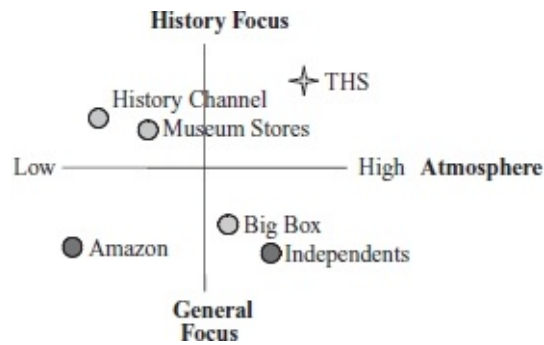 History Focus
THS
History Channel
Museum Stores
Low
High Atmosphere
Big Box
Amazon
Independents
General
Focus